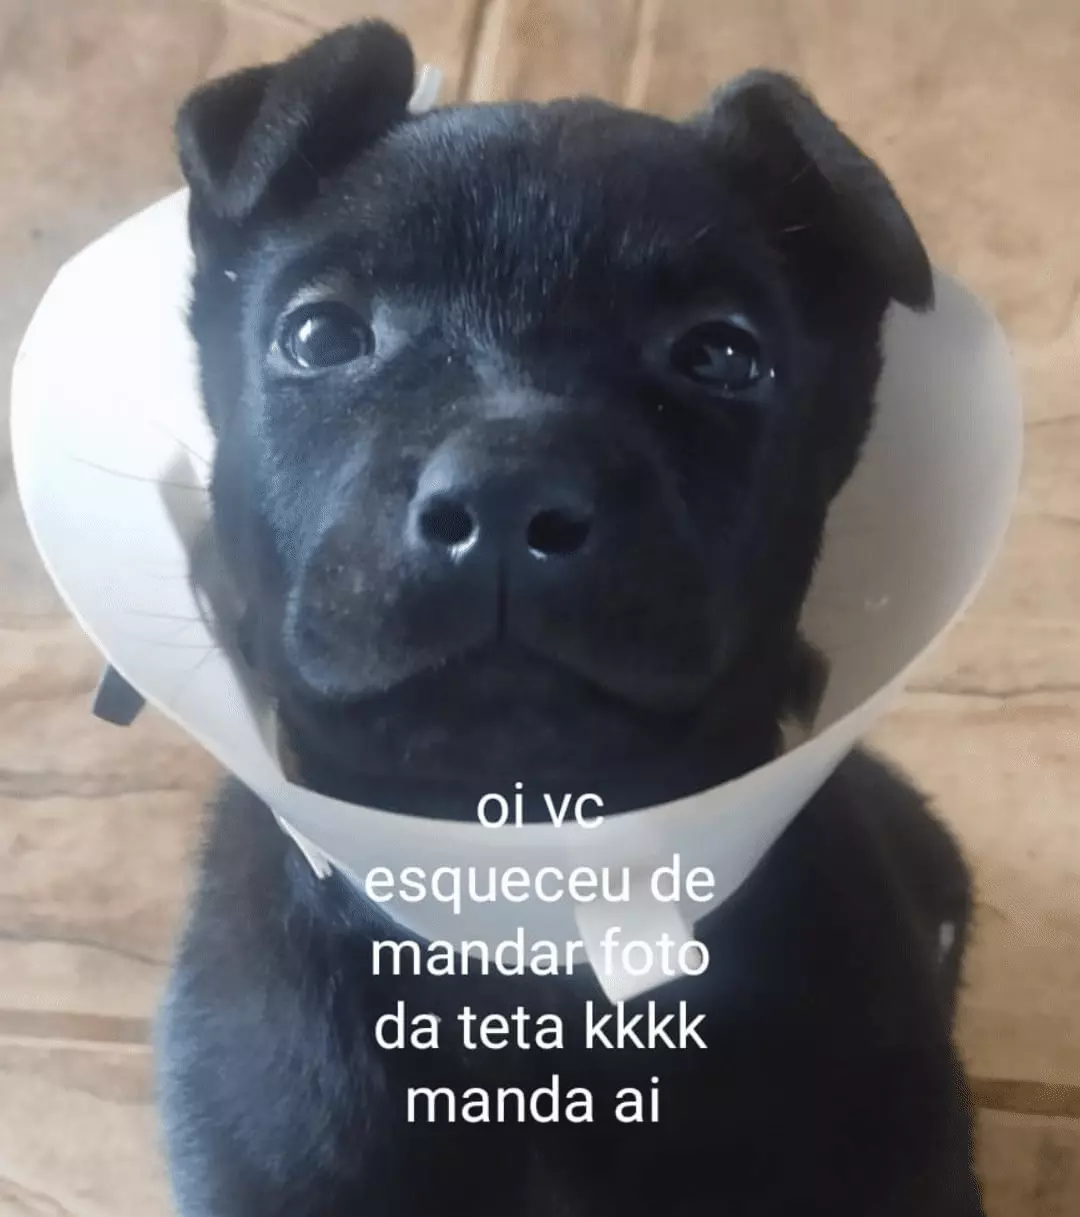 oi vc
esqueceu de
mandar foto
da teta kkkk
manda ai